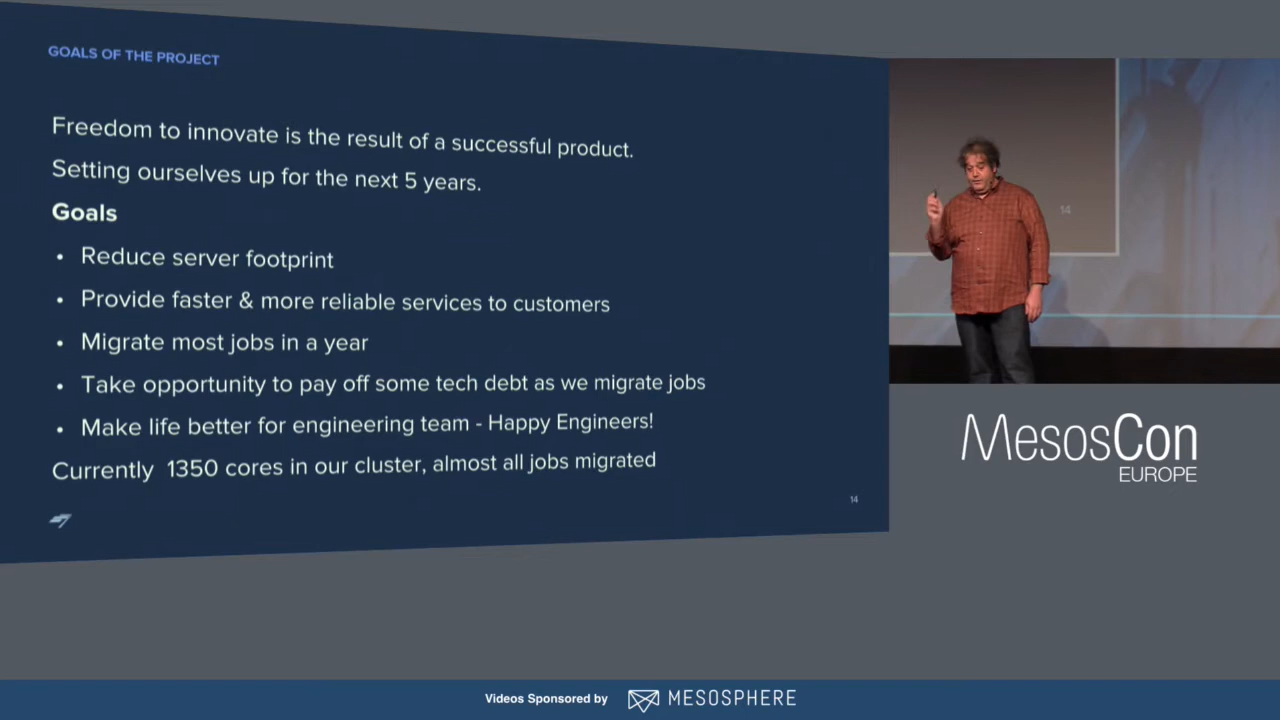 GOALS OF THE PROJECT
Freedom to innovate is the result of a successful product.
Setting ourselves up for the next 5 years.
Goals
• Reduce server footprint
• Provide faster & more reliable services to customers
• Migrate most jobs in a year
• Take opportunity to pay off some tech debt as we migrate jobs
• Make life better for engineering team - Happy Engineers!
Currently 1350 cores in our cluster, almost all jobs migrated
14
14
MesosCon
EUROPE
Videos Sponsored by MESOSPHERE